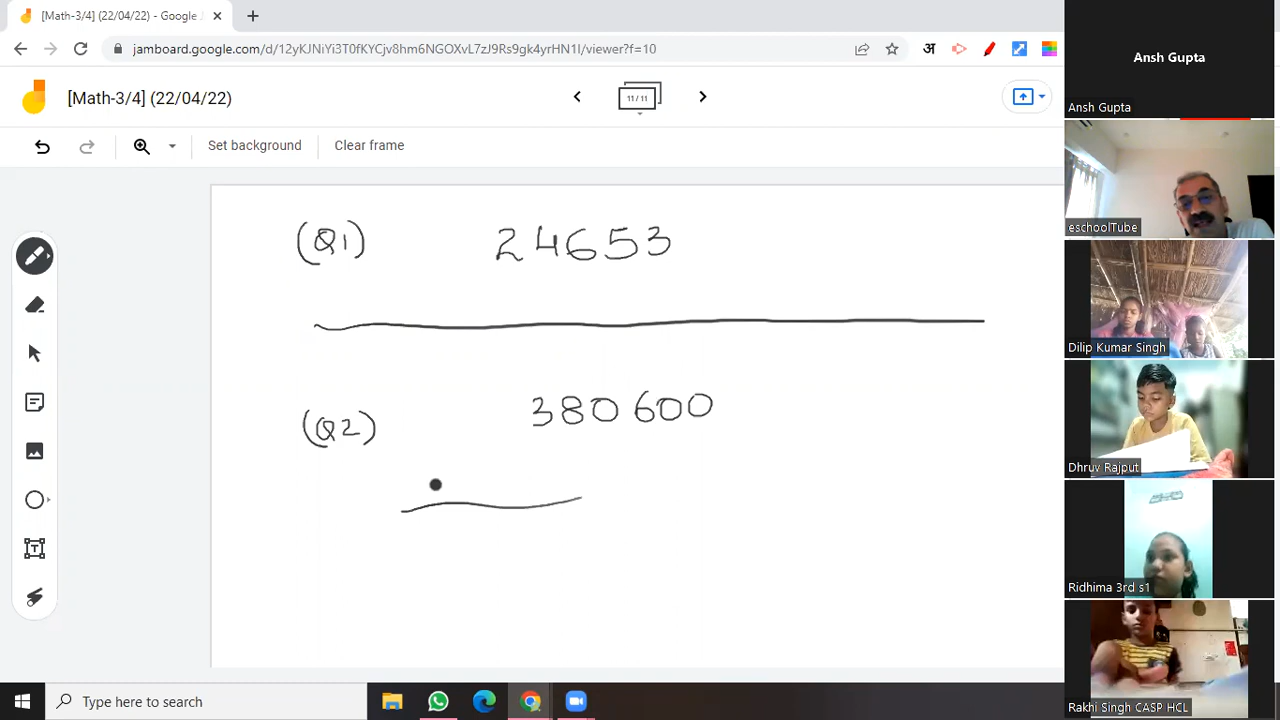 [Math-3/4] (22/04/22) - Google J
jamboard.google.com/d/
/viewer?f=10
अ
[Math-3/4] (22/04/22)
11/11
Set background
Clear frame
(Q1) 24653
(Q2) 380600
Ansh Gupta
Ansh Gupta
eschoolTube
Dilip Kumar Singh
Dhruv Rajput
Ridhima 3rd s1
Rakhi Singh CASP HCL
Type here to search